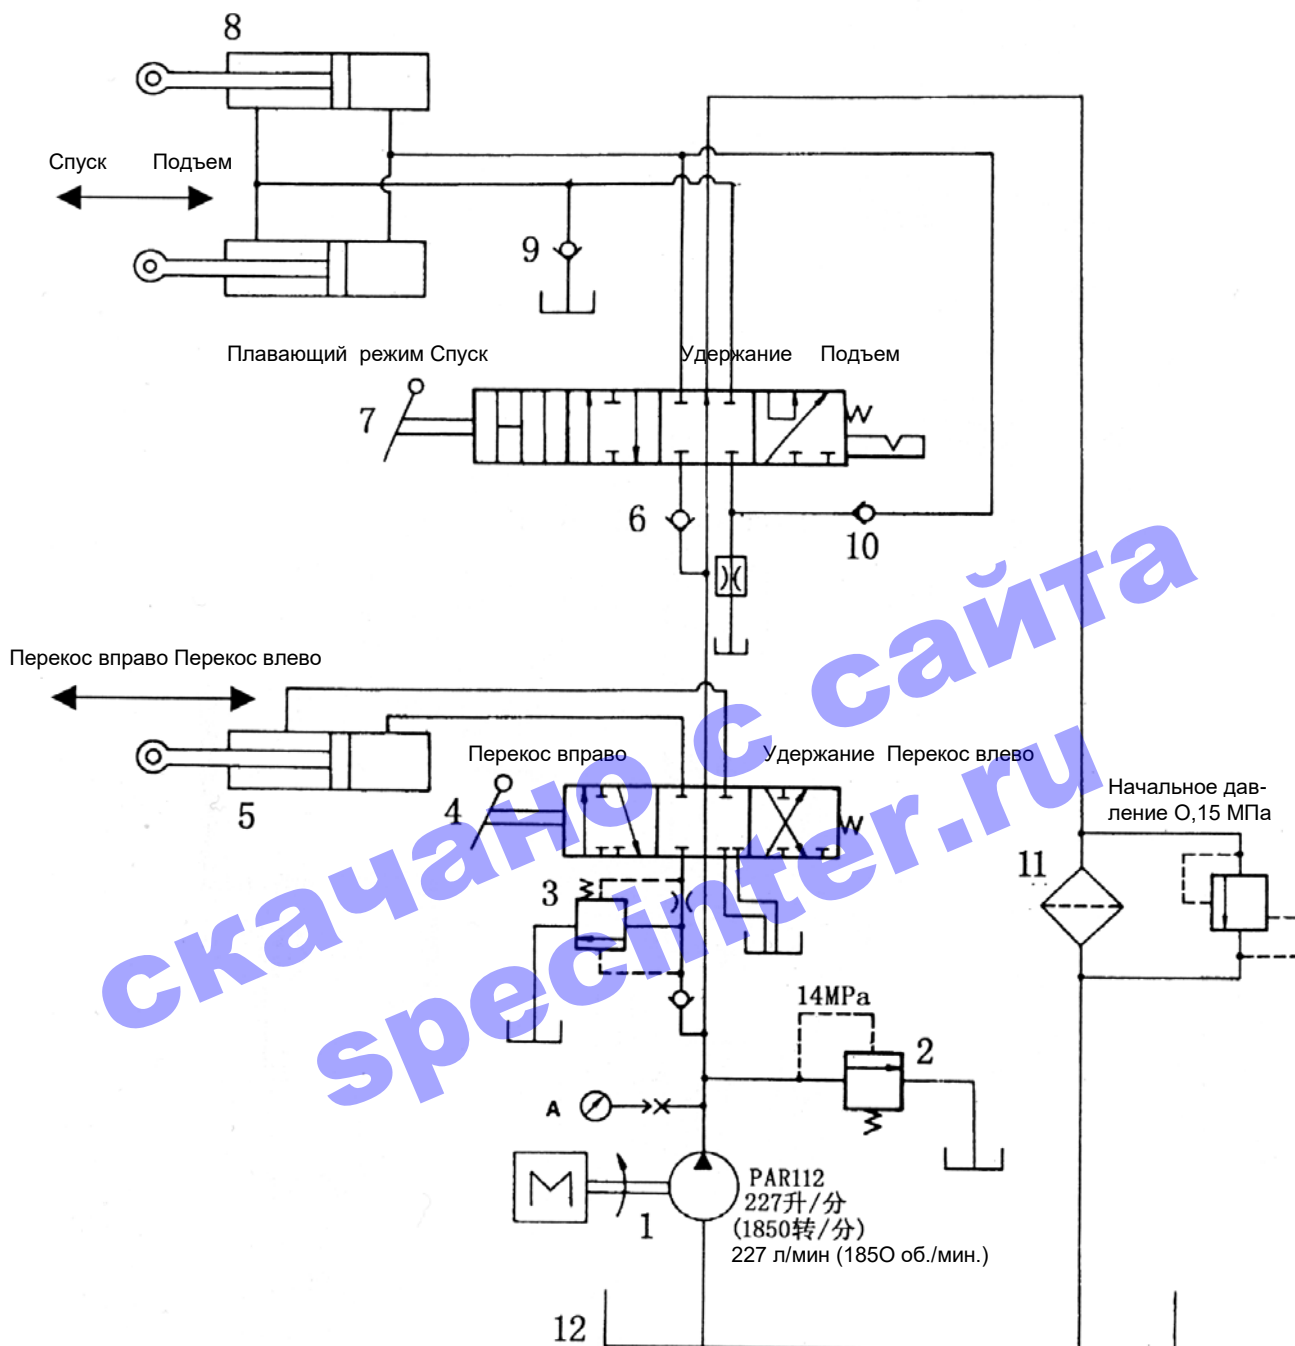 8
Спуск Подъем
9
Плавающий режим Спуск Удержание Подъем
7
6
10
Перекос вправо Перекос влево
Перекос вправо Удержание Перекос влево
5
4
Начальное дав-
ление О,15 МПа
3
11
14MPa
2
A
M
1
PAR112
227升/分
(1850转/分)
227 л/мин (185О об./мин.)
12
скачано с сайта
specinter.ru